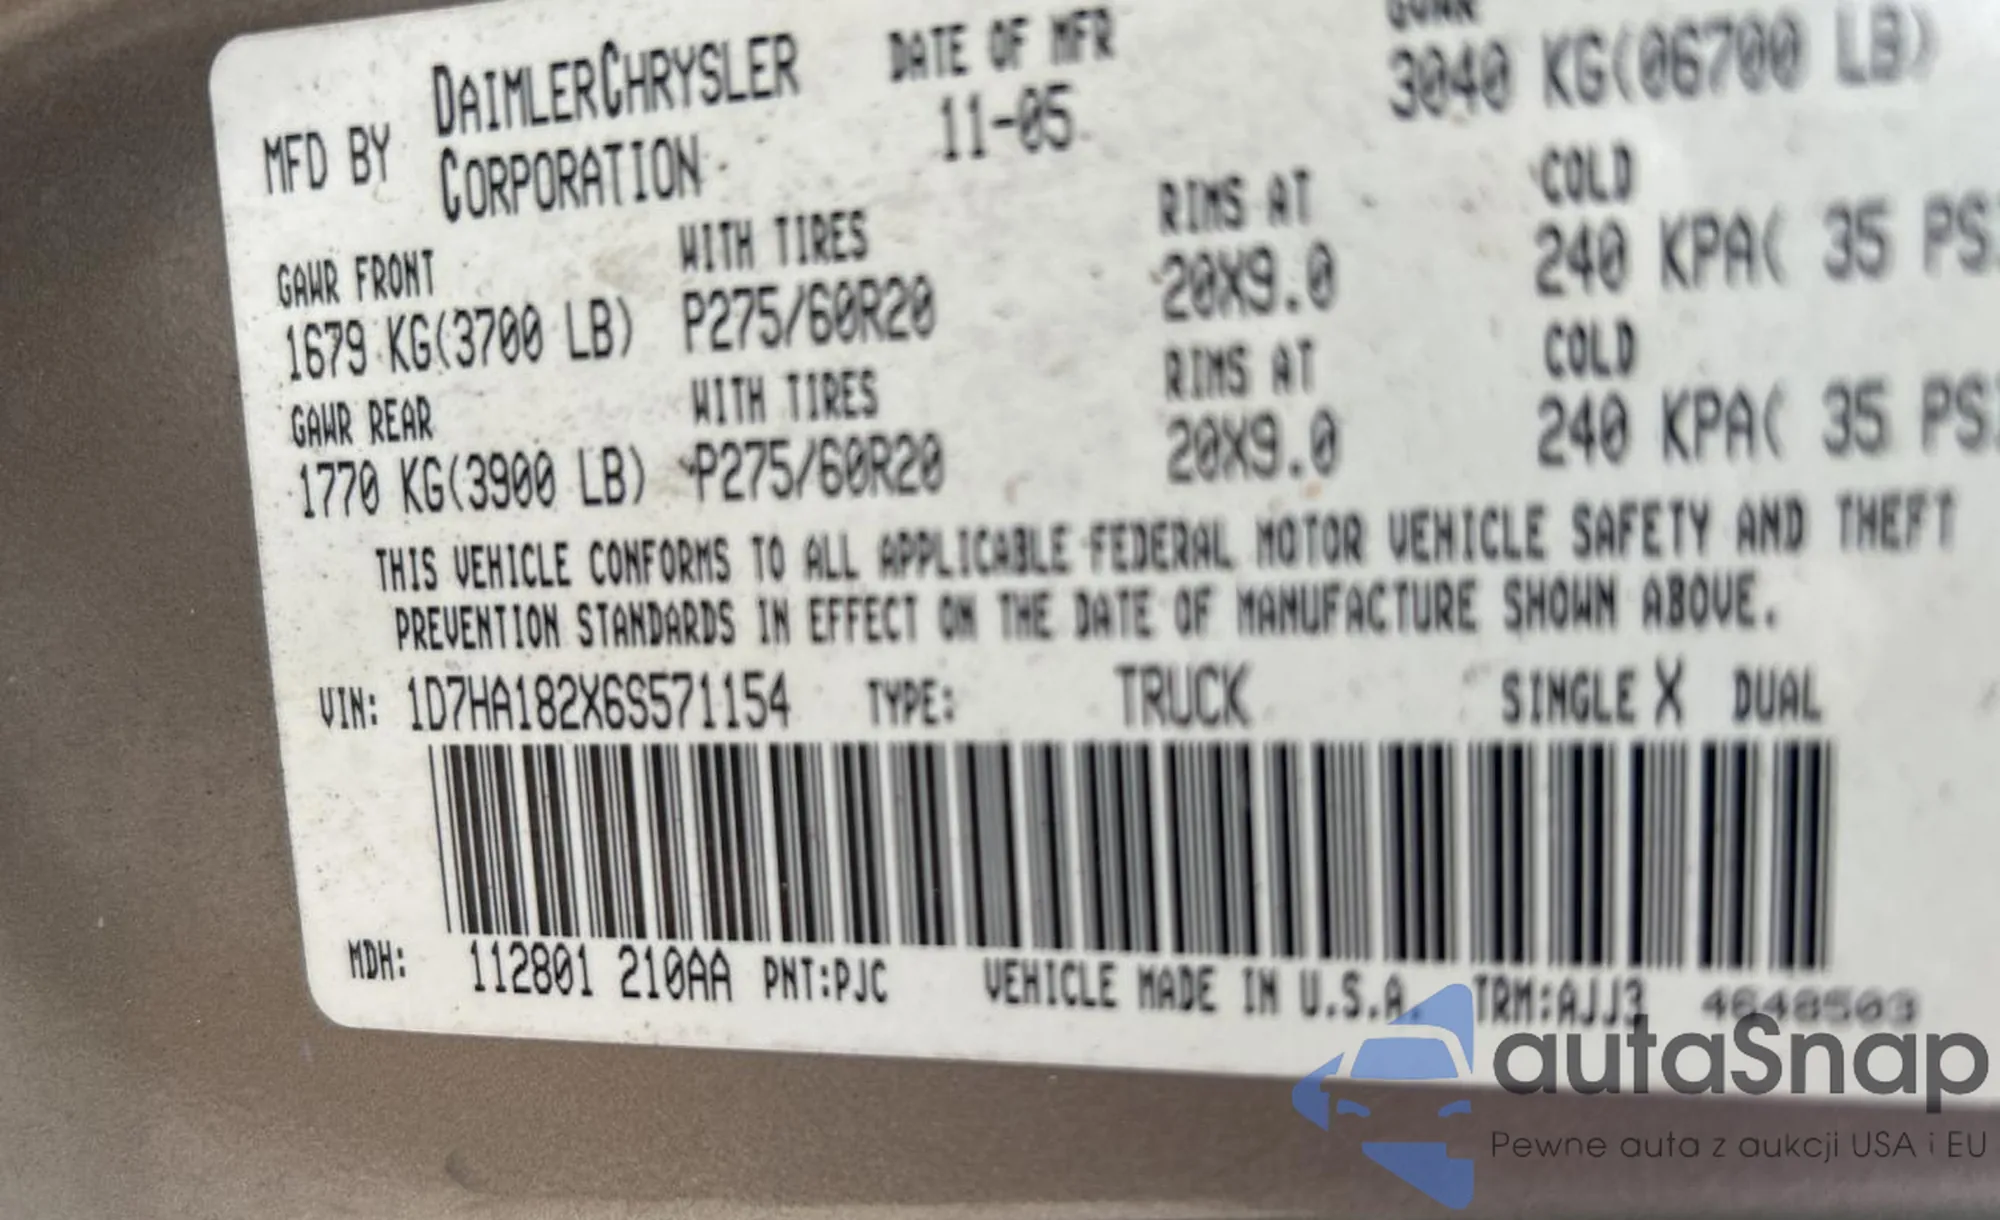 MFD BY DAIMLERCHRYSLER CORPORATION DATE OF MFR 11-05 GVWR 3040 KG(06700 LB)
GAWR FRONT WITH TIRES RIMS AT COLD
1679 KG(3700 LB) P275/60R20 20X9.0 240 KPA( 35 PSI
GAWR REAR WITH TIRES RIMS AT COLD
1770 KG(3900 LB) P275/60R20 20X9.0 240 KPA( 35 PSI
THIS VEHICLE CONFORMS TO ALL APPLICABLE FEDERAL MOTOR VEHICLE SAFETY AND THEFT
PREVENTION STANDARDS IN EFFECT ON THE DATE OF MANUFACTURE SHOWN ABOVE.
VIN: 1D7HA182X6S571154 TYPE: TRUCK SINGLE X DUAL
MDH: 112801 210AA PNT:PJC VEHICLE MADE IN U.S.A. TRM:AJJ3 4648503
autaSnap
Pewne auta z aukcji USA i EU